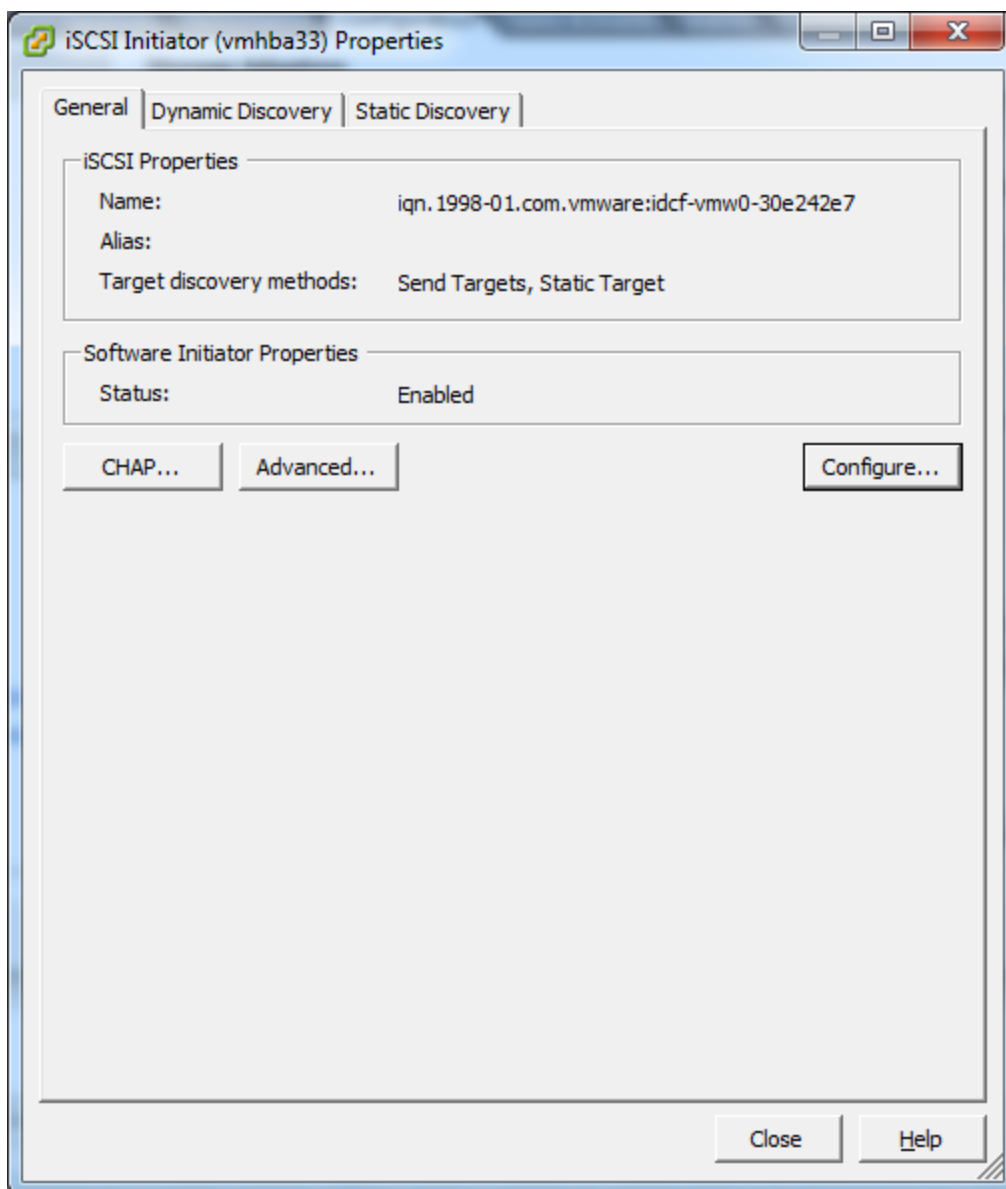 iSCSI Initiator (vmhba33) Properties
General Dynamic Discovery Static Discovery
iSCSI Properties
Name: iqn.1998-01.com.vmware:idcf-vmw0-30e242e7
Alias:
Target discovery methods: Send Targets, Static Target
Software Initiator Properties
Status: Enabled
CHAP... Advanced... Configure...
Close Help